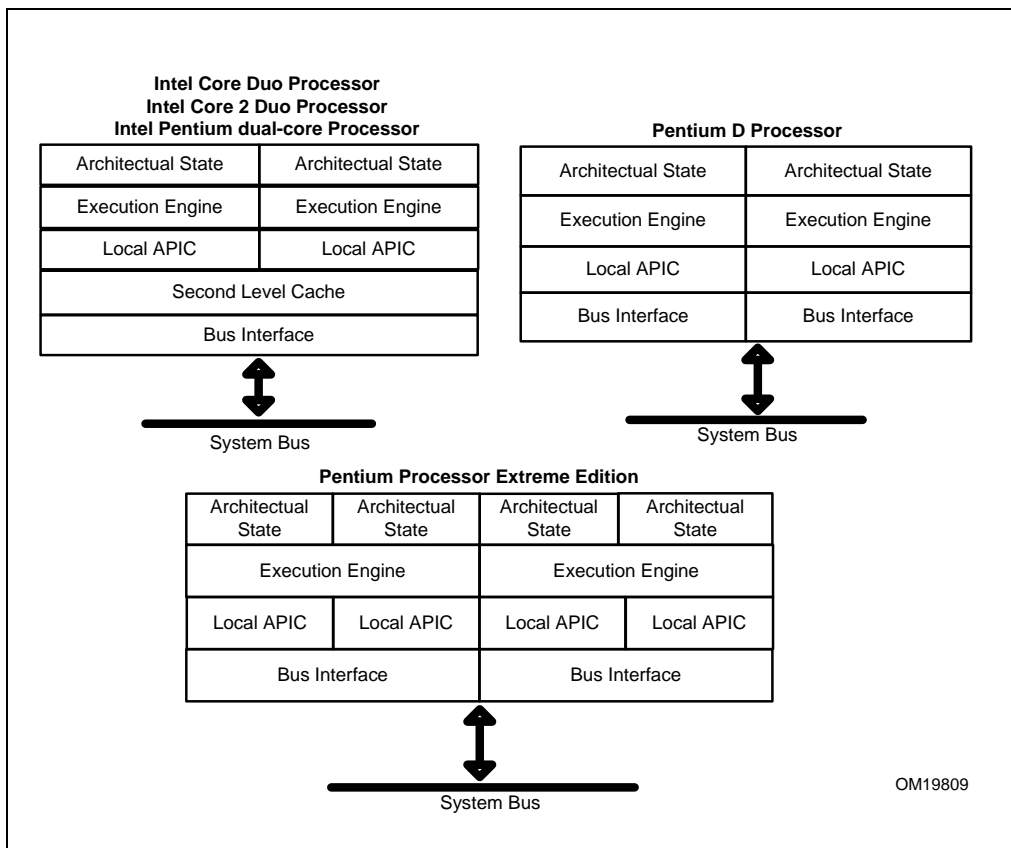 Intel Core Duo Processor
Intel Core 2 Duo Processor
Intel Pentium dual-core Processor
Architectual State Architectual State
Execution Engine Execution Engine
Local APIC Local APIC
Second Level Cache
Bus Interface
System Bus
Pentium D Processor
Architectual State Architectual State
Execution Engine Execution Engine
Local APIC Local APIC
Bus Interface Bus Interface
System Bus
Pentium Processor Extreme Edition
Architectual Architectual Architectual Architectual
State State State State
Execution Engine Execution Engine
Local APIC Local APIC Local APIC Local APIC
Bus Interface Bus Interface
System Bus
OM19809